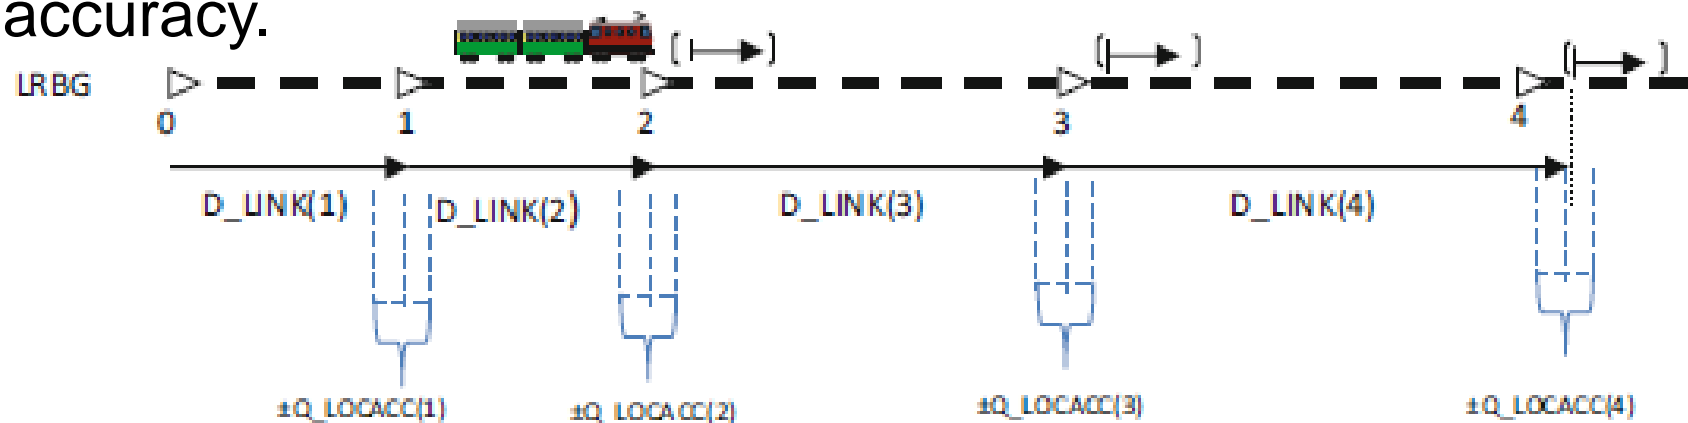 accuracy.
LRBG
0 1 2 3 4
D_LINK(1) D_LINK(2) D_LINK(3) D_LINK(4)
±Q_LOCACC(1) ±Q_LOCACC(2) ±Q_LOCACC(3) ±Q_LOCACC(4)